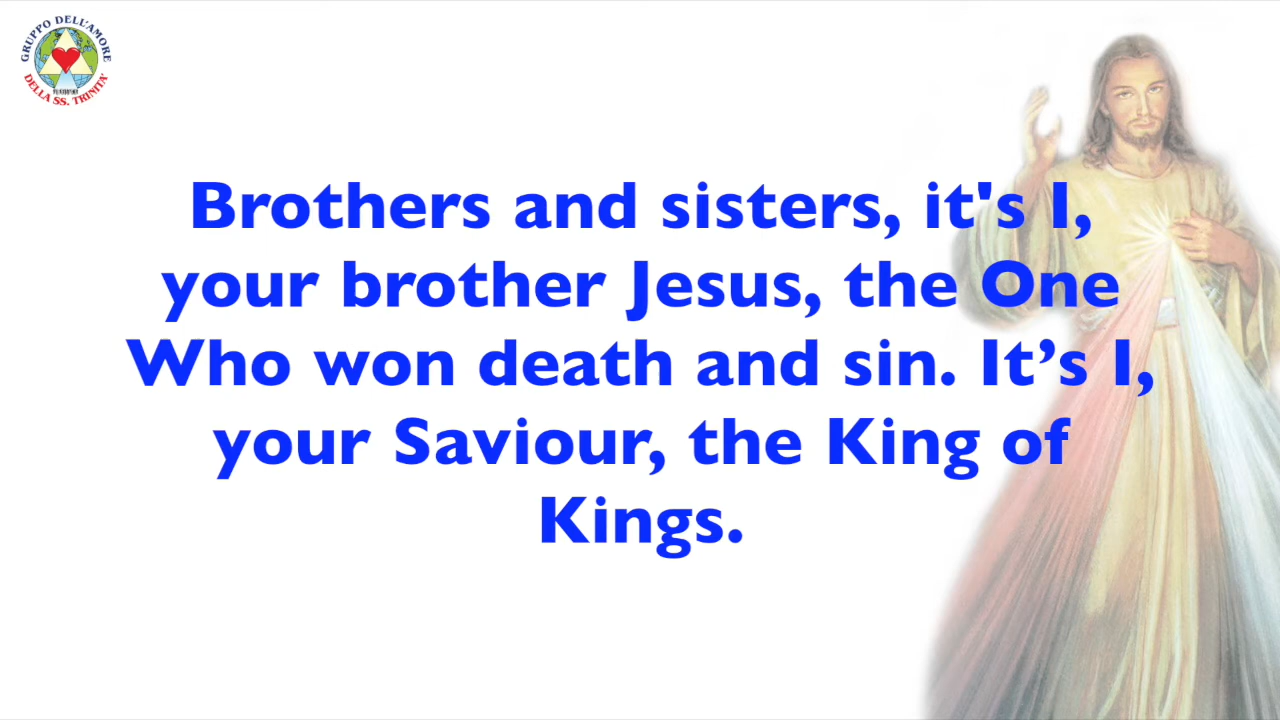 GRUPPO DELL'AMORE
DELLA SS. TRINITA'
Brothers and sisters, it's I,
your brother Jesus, the One
Who won death and sin. It’s I,
your Saviour, the King of
Kings.